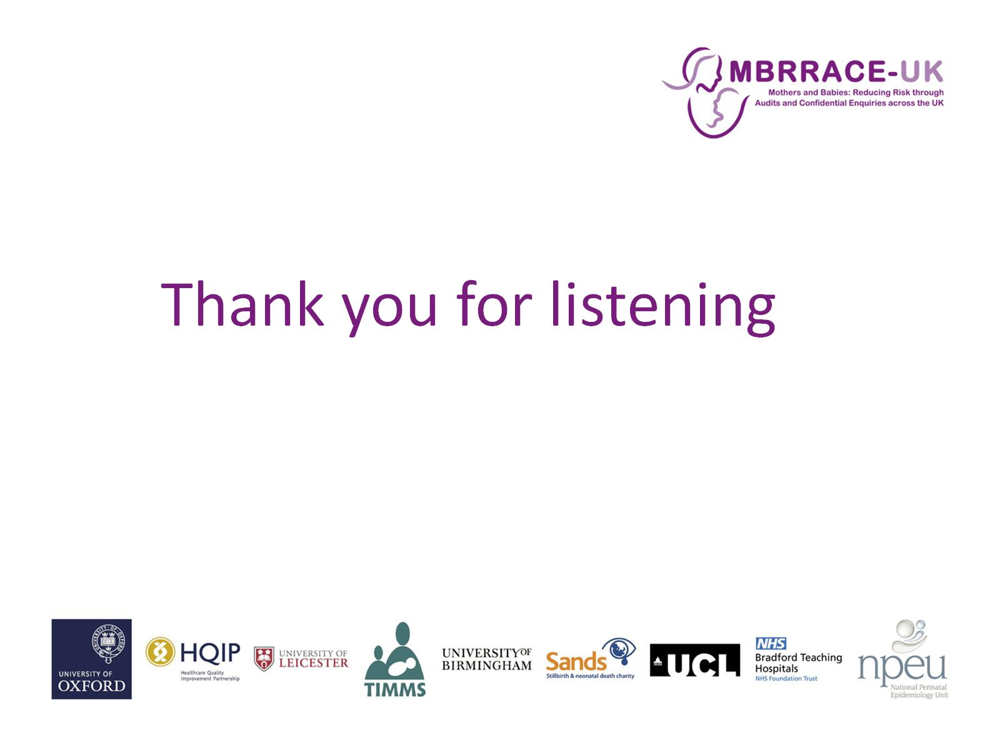 MBRRACE-UK
Mothers and Babies: Reducing Risk through
Audits and Confidential Enquiries across the UK
Thank you for listening
UNIVERSITY OF
OXFORD
HQIP
Healthcare Quality
Improvement Partnership
UNIVERSITY OF
LEICESTER
TIMMS
UNIVERSITY OF
BIRMINGHAM
Sands
Stillbirth & neonatal death charity
UCL
NHS
Bradford Teaching
Hospitals
NHS Foundation Trust
npeu
National Perinatal
Epidemiology Unit